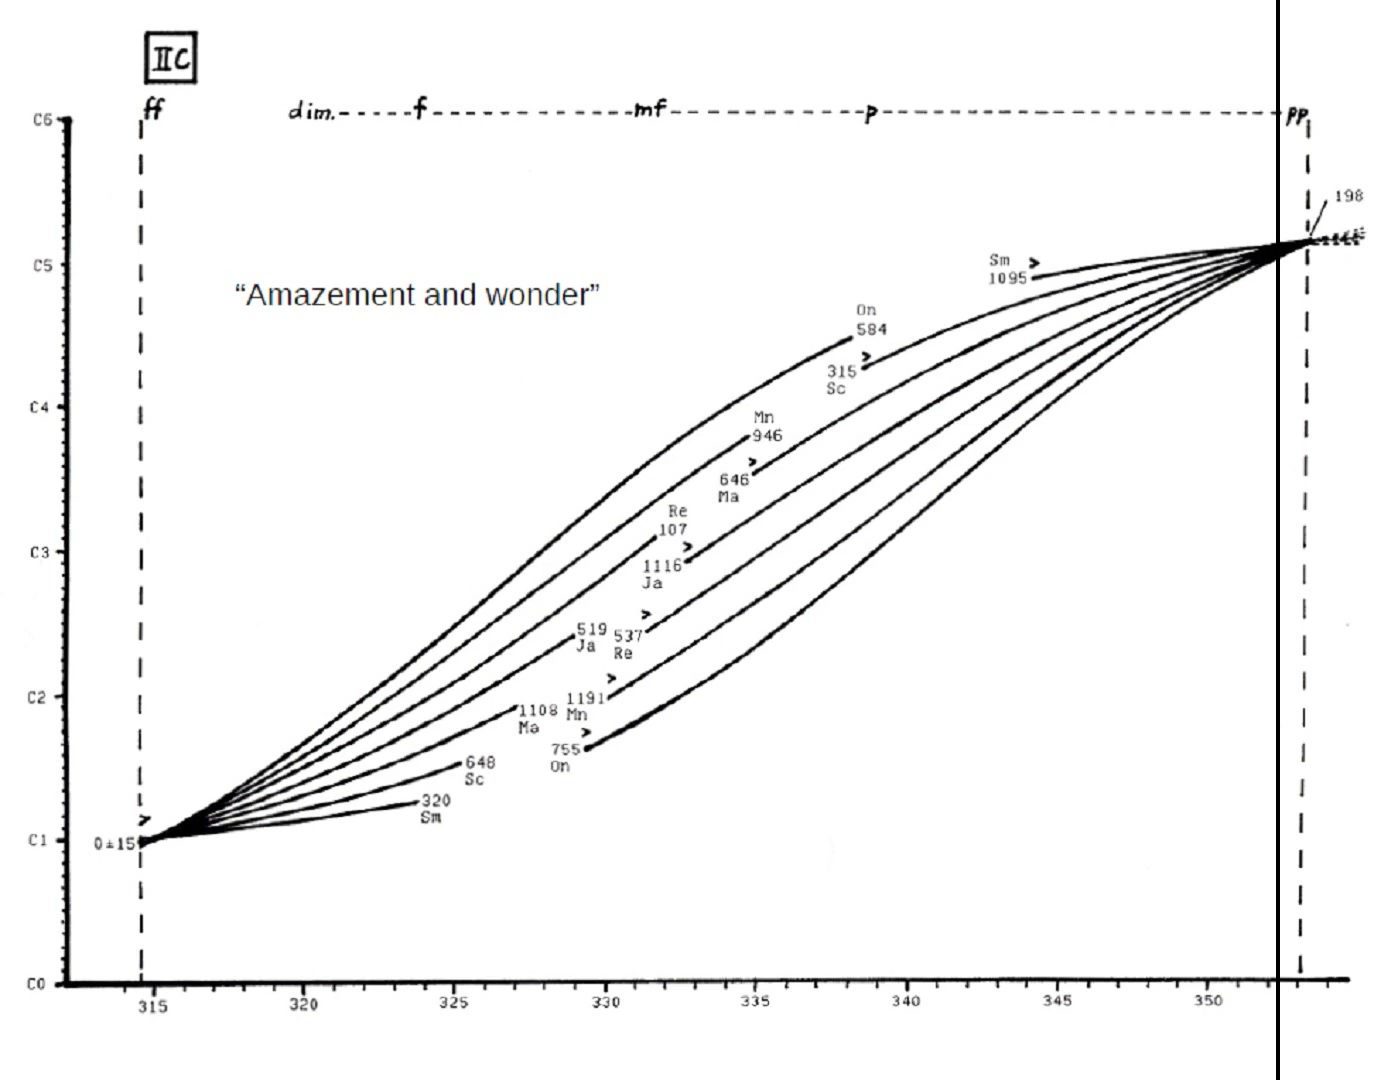 IIC
ff dim. f mf p pp
C6
198
Sm
C5
1095
“Amazement and wonder”
On
584
315
Sc
C4
Mn
946
646
Ma
Re
107
C3
1116
Ja
519 537
Ja Re
C2
1191
1108 Mn
Ma
755
On
648
Sc
320
Sm
C1
0±15
C0
315 320 325 330 335 340 345 350